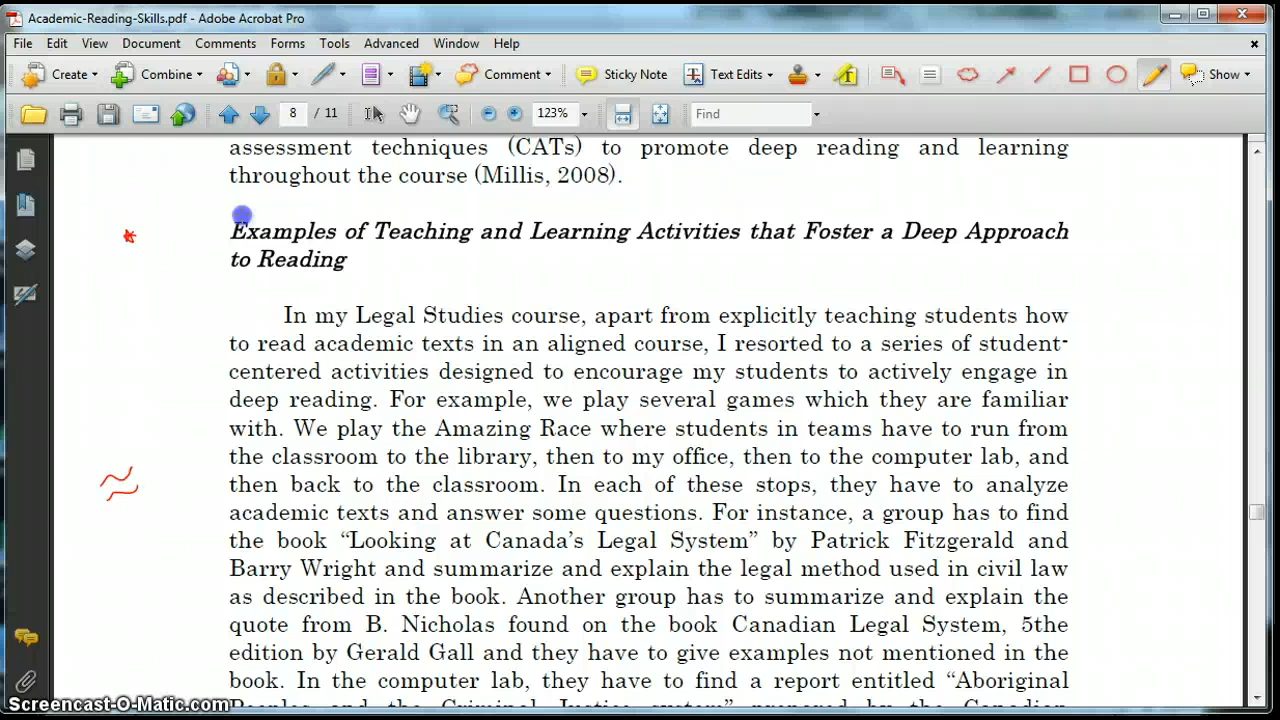 Academic-Reading-Skills.pdf - Adobe Acrobat Pro
File Edit View Document Comments Forms Tools Advanced Window Help
Create Combine Comment Sticky Note Text Edits Show
8 / 11 123% Find
assessment techniques (CATs) to promote deep reading and learning
throughout the course (Millis, 2008).
Examples of Teaching and Learning Activities that Foster a Deep Approach
to Reading
In my Legal Studies course, apart from explicitly teaching students how
to read academic texts in an aligned course, I resorted to a series of student-
centered activities designed to encourage my students to actively engage in
deep reading. For example, we play several games which they are familiar
with. We play the Amazing Race where students in teams have to run from
the classroom to the library, then to my office, then to the computer lab, and
then back to the classroom. In each of these stops, they have to analyze
academic texts and answer some questions. For instance, a group has to find
the book “Looking at Canada’s Legal System” by Patrick Fitzgerald and
Barry Wright and summarize and explain the legal method used in civil law
as described in the book. Another group has to summarize and explain the
quote from B. Nicholas found on the book Canadian Legal System, 5the
edition by Gerald Gall and they have to give examples not mentioned in the
book. In the computer lab, they have to find a report entitled “Aboriginal
Peoples and the Criminal Justice system” prepared by the Canadian
Screencast-O-Matic.com